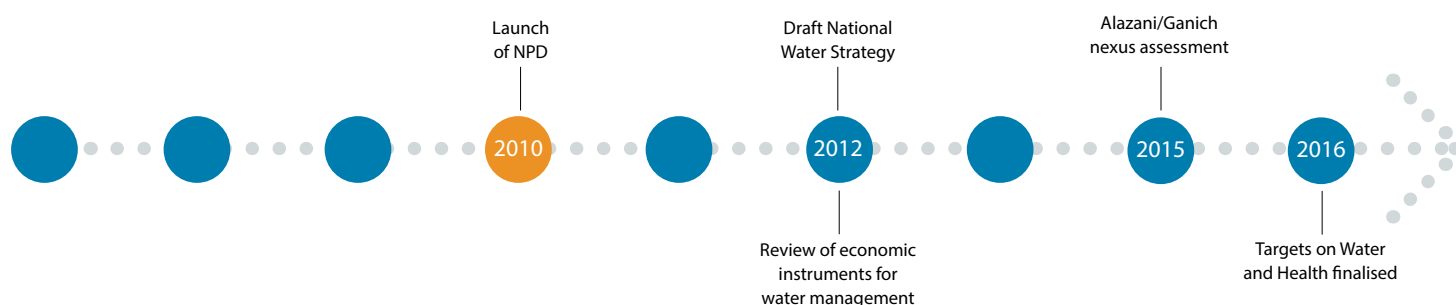 Launch
of NPD
Draft National
Water Strategy
Alazani/Ganich
nexus assessment
2010
2012
2015
2016
Review of economic
instruments for
water management
Targets on Water
and Health finalised